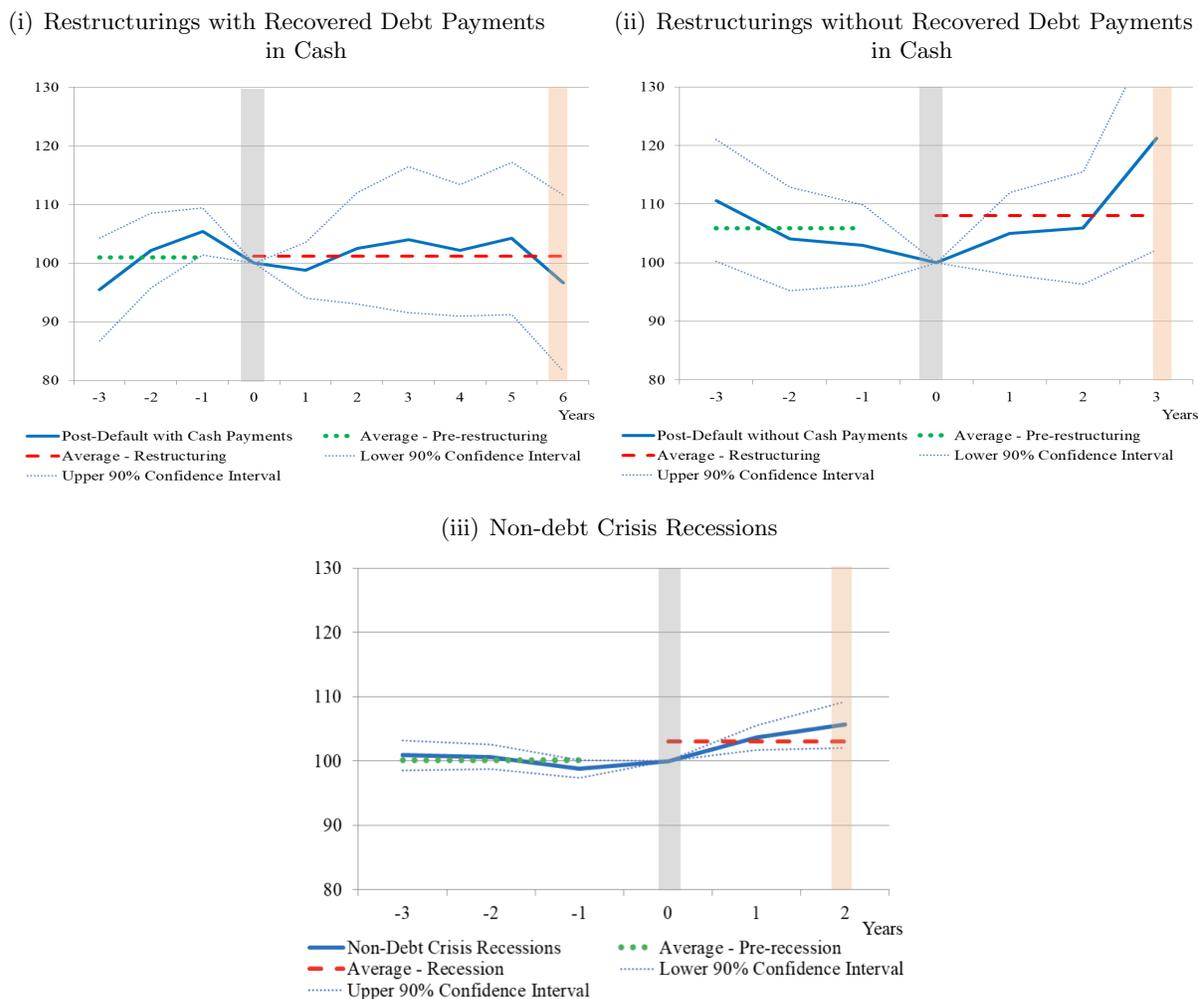 (i) Restructurings with Recovered Debt Payments
in Cash
130
120
110
100
90
80
-3 -2 -1 0 1 2 3 4 5 6
Years
Post-Default with Cash Payments
Average - Pre-restructuring
Average - Restructuring
Lower 90% Confidence Interval
Upper 90% Confidence Interval
(ii) Restructurings without Recovered Debt Payments
in Cash
130
120
110
100
90
80
-3 -2 -1 0 1 2 3
Years
Post-Default without Cash Payments
Average - Pre-restructuring
Average - Restructuring
Lower 90% Confidence Interval
Upper 90% Confidence Interval
(iii) Non-debt Crisis Recessions
130
120
110
100
90
80
-3 -2 -1 0 1 2
Years
Non-Debt Crisis Recessions
Average - Pre-recession
Average - Recession
Lower 90% Confidence Interval
Upper 90% Confidence Interval